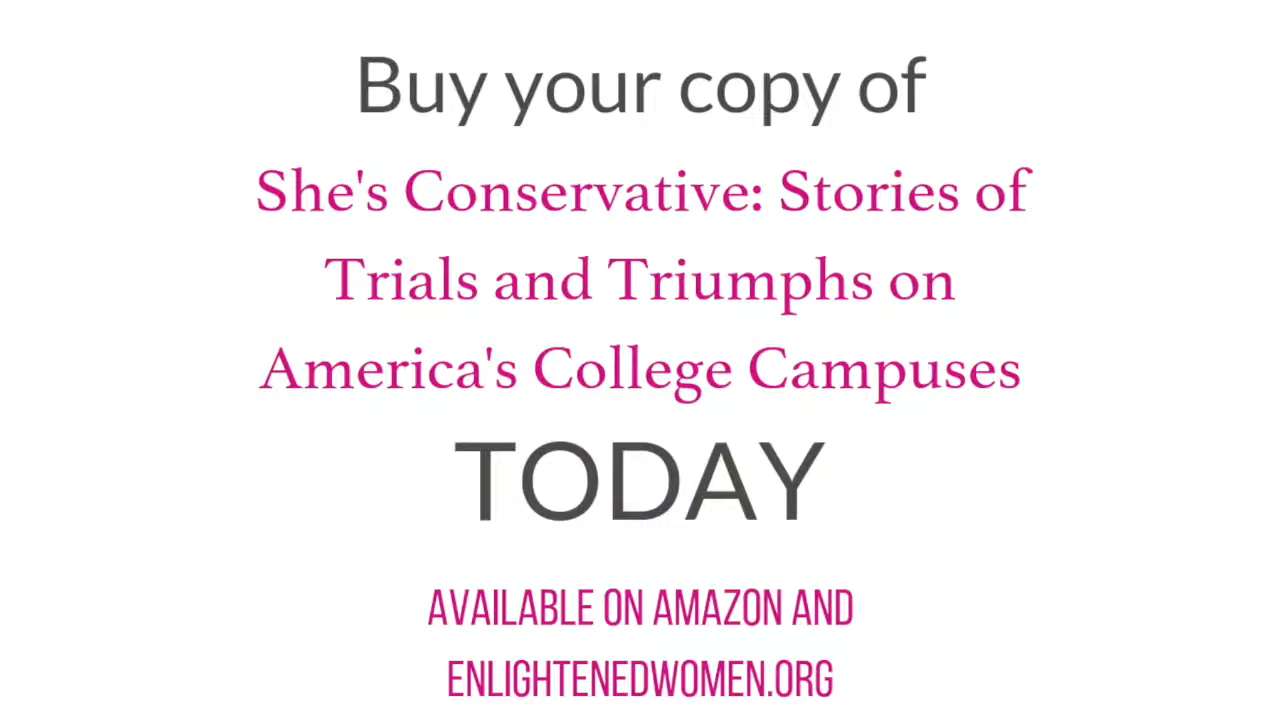 Buy your copy of
She's Conservative: Stories of
Trials and Triumphs on
America's College Campuses
TODAY
AVAILABLE ON AMAZON AND
ENLIGHTENEDWOMEN.ORG